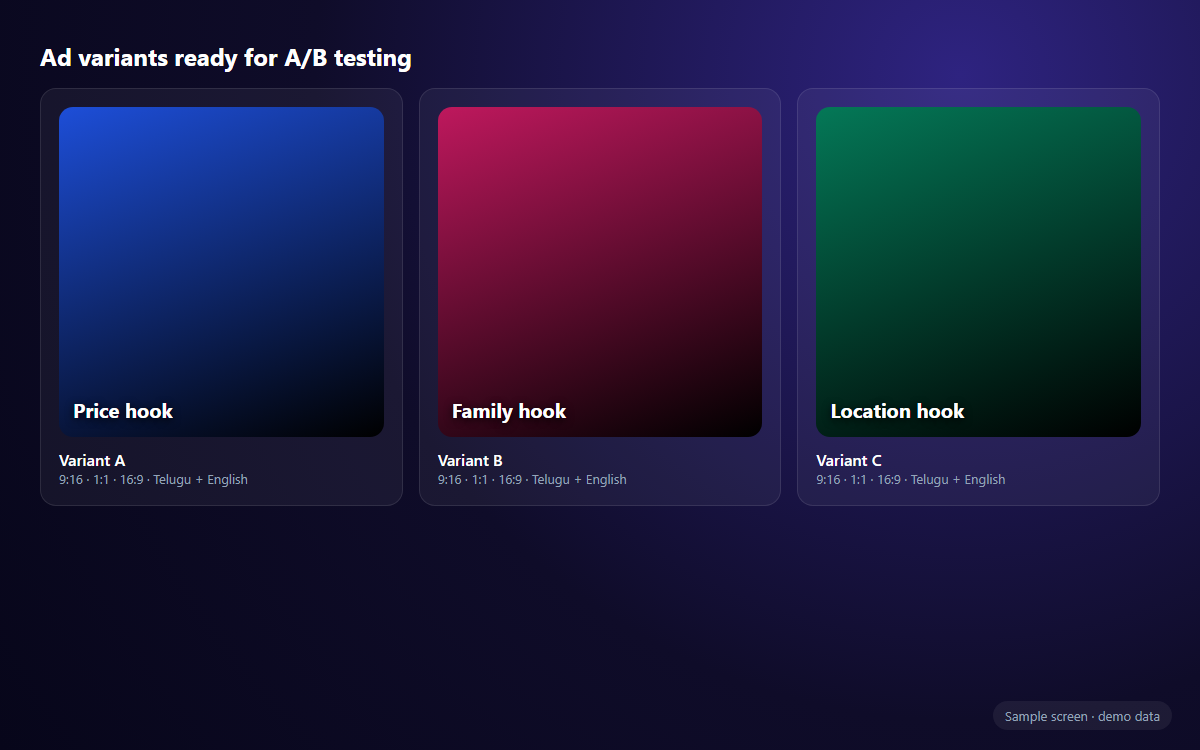 Ad variants ready for A/B testing
Price hook
Variant A
9:16 · 1:1 · 16:9 · Telugu + English
Family hook
Variant B
9:16 · 1:1 · 16:9 · Telugu + English
Location hook
Variant C
9:16 · 1:1 · 16:9 · Telugu + English
Sample screen · demo data